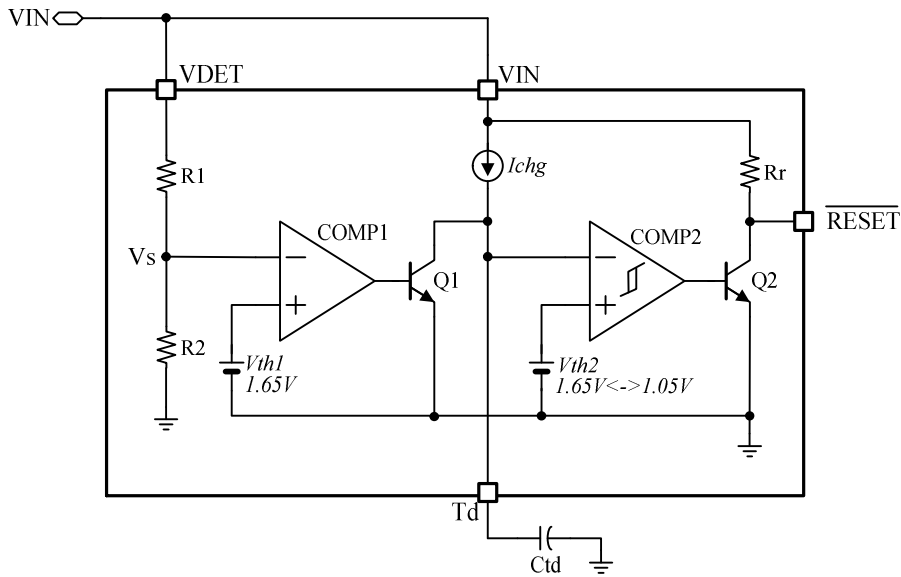 VIN
VDET
VIN
R1
Ichg
Rr
RESET
COMP1
COMP2
Vs
Q1
Q2
R2
Vth1
1.65V
Vth2
1.65V<->1.05V
Td
Ctd